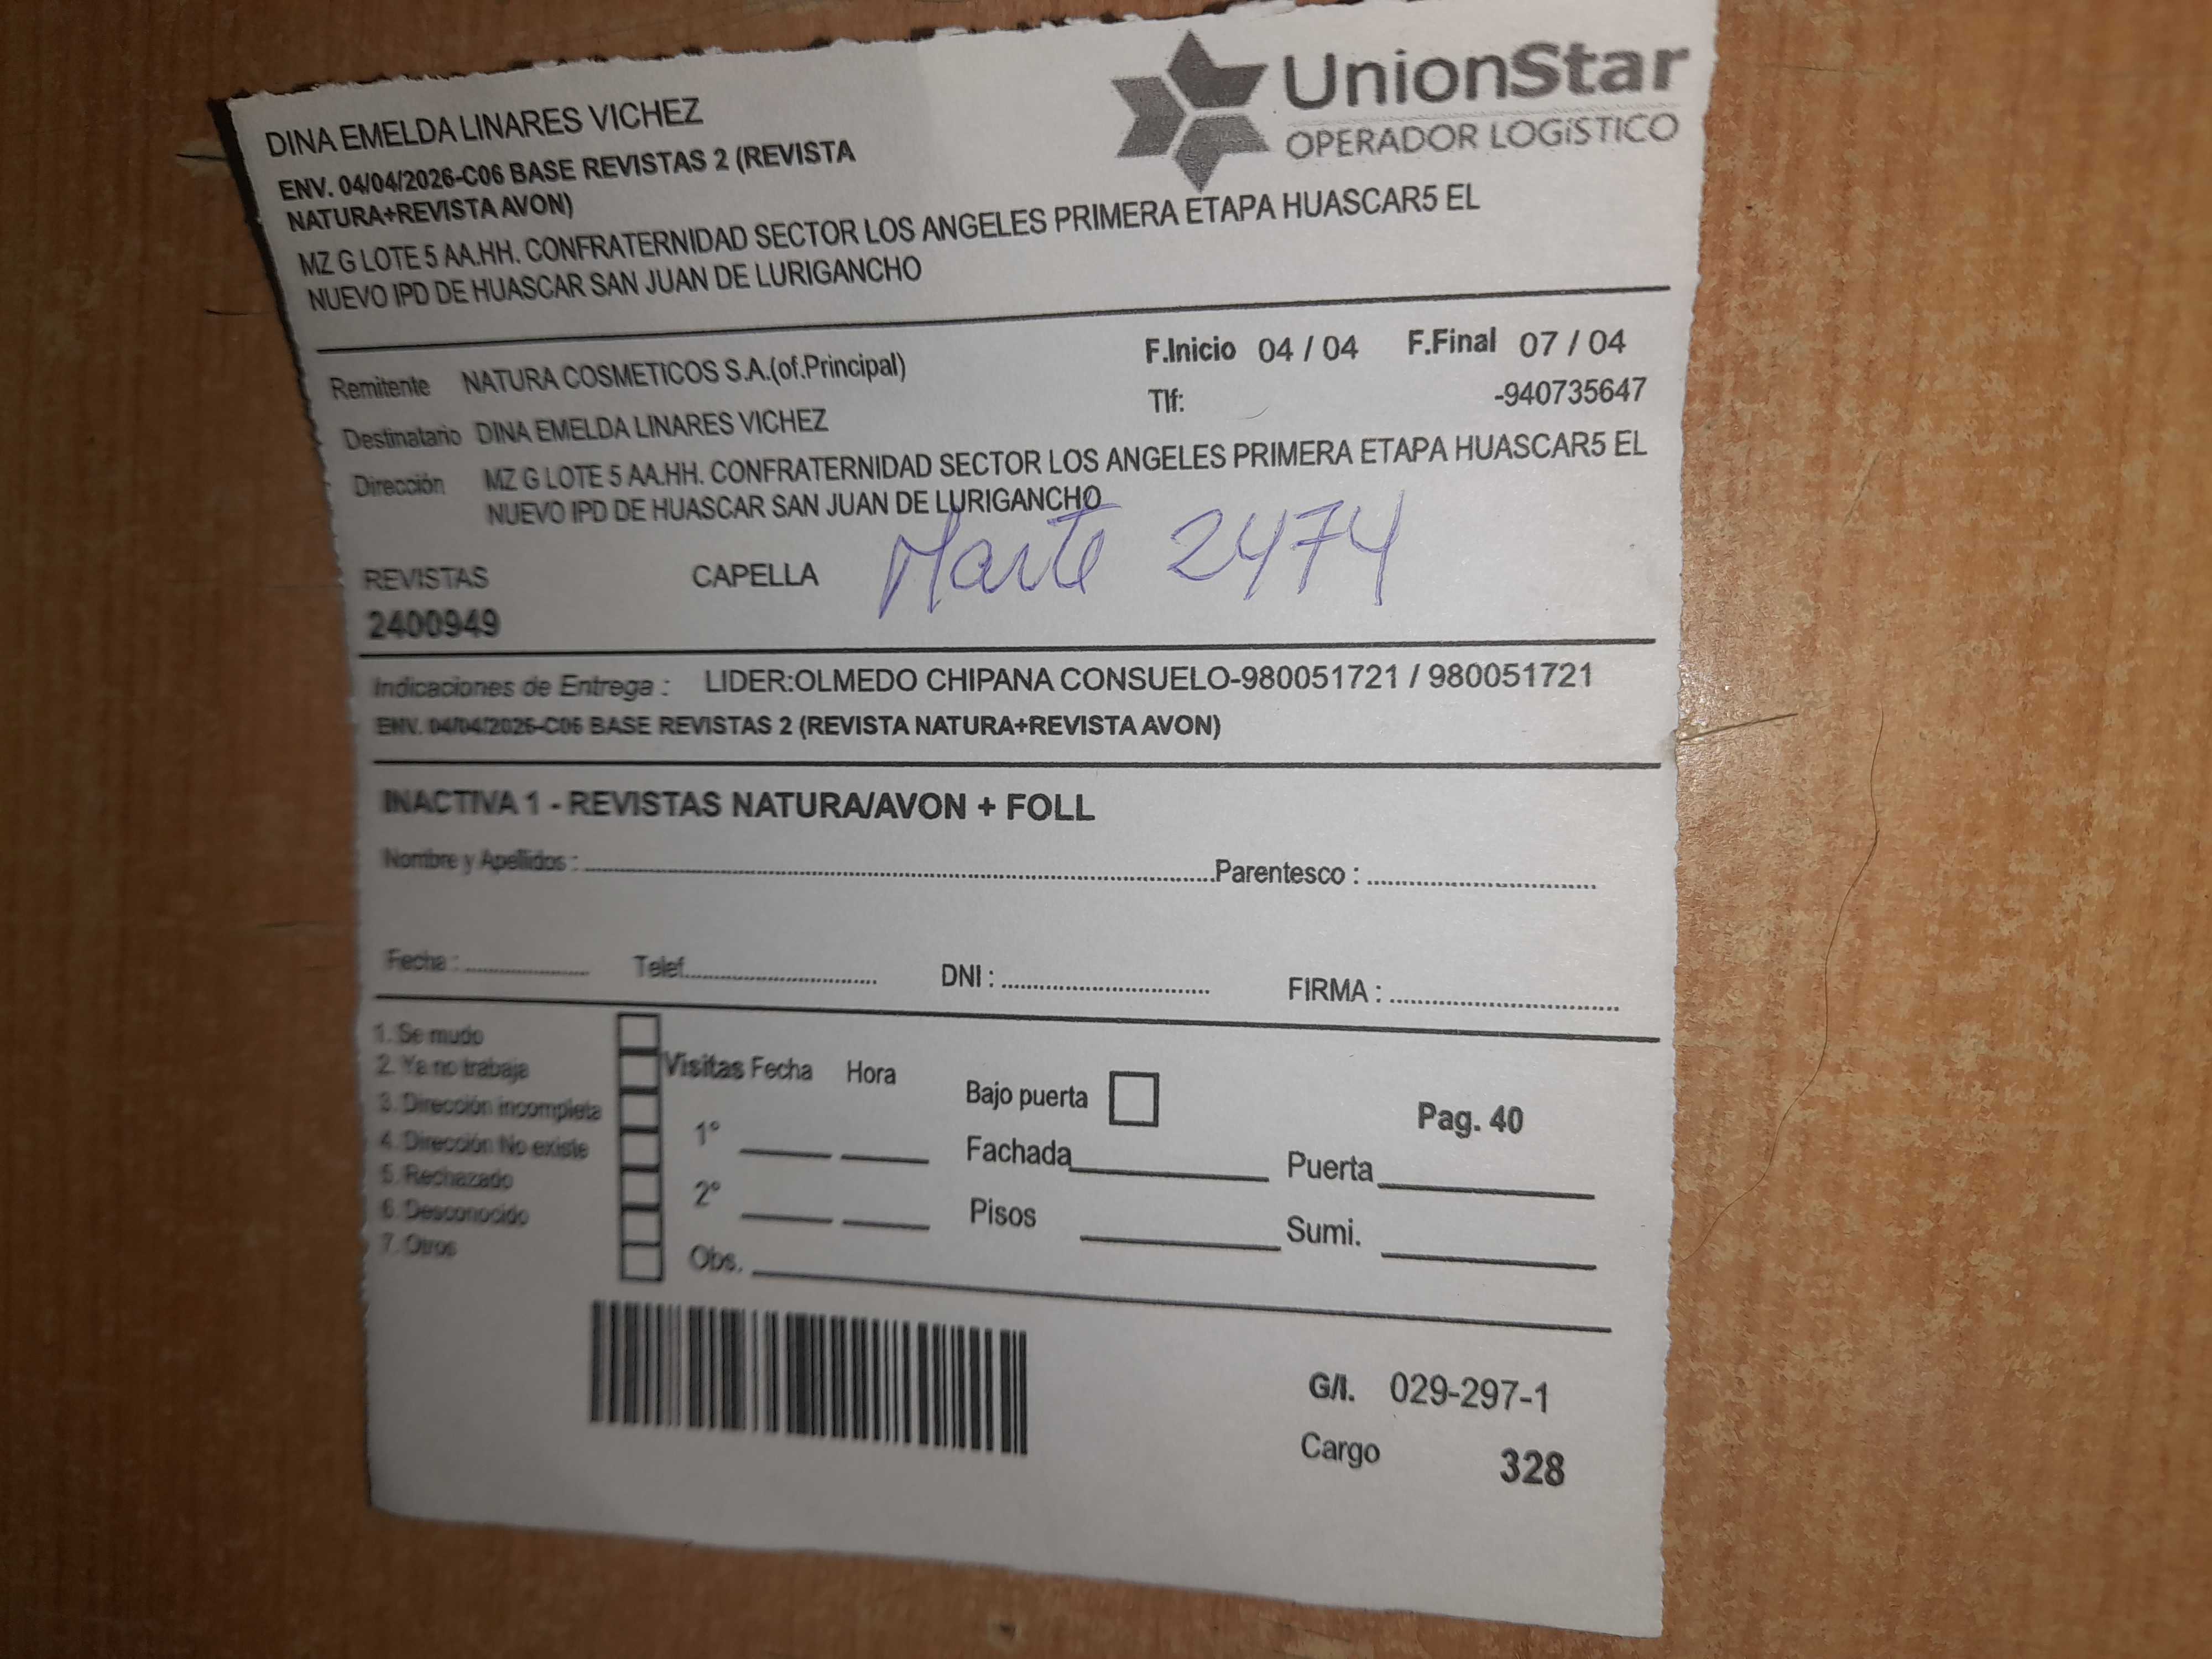 UnionStar
OPERADOR LOGíSTICO
DINA EMELDA LINARES VICHEZ
ENV. 04/04/2026-C06 BASE REVISTAS 2 (REVISTA
NATURA+REVISTA AVON)
MZ G LOTE 5 AA.HH. CONFRATERNIDAD SECTOR LOS ANGELES PRIMERA ETAPA HUASCAR5 EL
NUEVO IPD DE HUASCAR SAN JUAN DE LURIGANCHO
Remitente NATURA COSMETICOS S.A.(of.Principal) F.Inicio 04 / 04 F.Final 07 / 04
Tlf: -940735647
Destinatario DINA EMELDA LINARES VICHEZ
Dirección MZ G LOTE 5 AA.HH. CONFRATERNIDAD SECTOR LOS ANGELES PRIMERA ETAPA HUASCAR5 EL
NUEVO IPD DE HUASCAR SAN JUAN DE LURIGANCHO
REVISTAS CAPELLA Marte 2474
2400949
Indicaciones de Entrega : LIDER:OLMEDO CHIPANA CONSUELO-980051721 / 980051721
ENV. 04/04/2026-C06 BASE REVISTAS 2 (REVISTA NATURA+REVISTA AVON)
INACTIVA 1 - REVISTAS NATURA/AVON + FOLL
Nombre y Apellidos : Parentesco :
Fecha : Telef. DNI : FIRMA :
1. Se mudo
2. Ya no trabaja
3. Dirección incompleta
4. Dirección No existe
5. Rechazado
6. Desconocido
7. Otros
Visitas Fecha Hora
1°
2°
Obs.
Bajo puerta
Fachada
Pisos
Pag. 40
Puerta
Sumi.
G/I. 029-297-1
Cargo 328